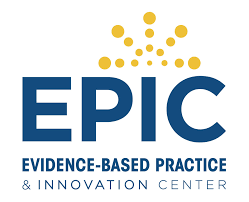 EPIC
EVIDENCE-BASED PRACTICE
& INNOVATION CENTER